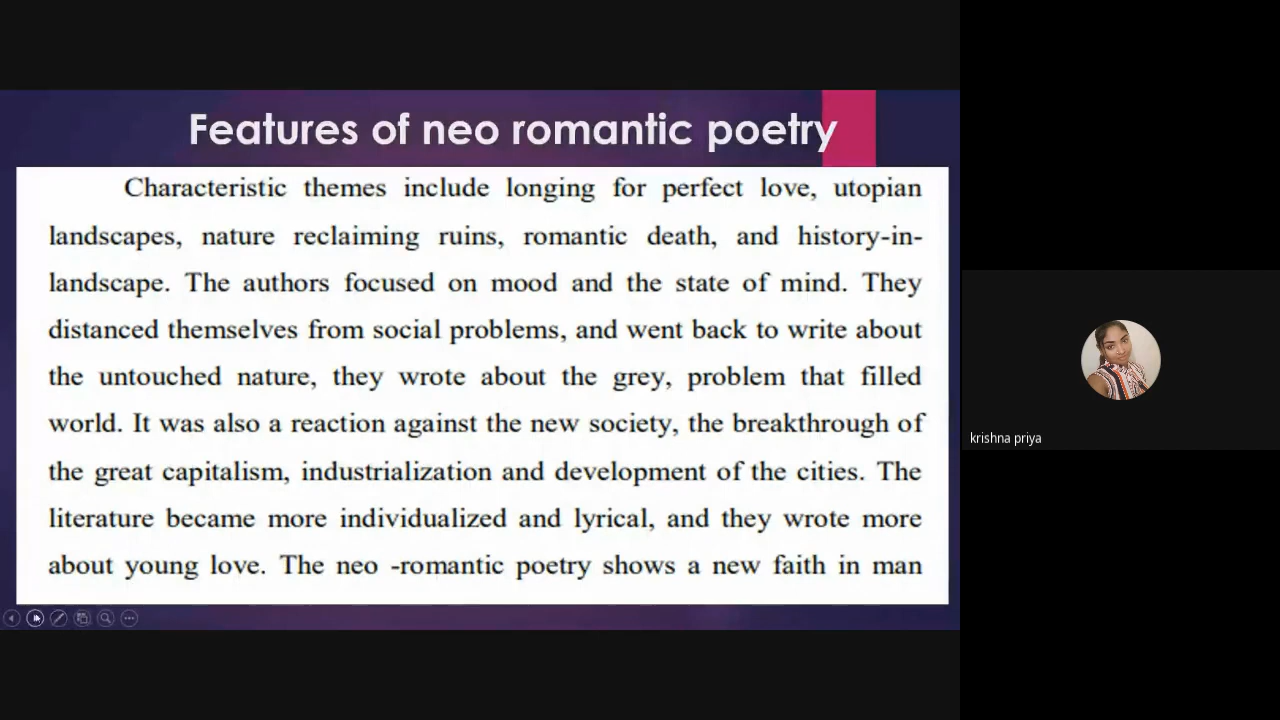 Features of neo romantic poetry
Characteristic themes include longing for perfect love, utopian
landscapes, nature reclaiming ruins, romantic death, and history-in-
landscape. The authors focused on mood and the state of mind. They
distanced themselves from social problems, and went back to write about
the untouched nature, they wrote about the grey, problem that filled
world. It was also a reaction against the new society, the breakthrough of
the great capitalism, industrialization and development of the cities. The
literature became more individualized and lyrical, and they wrote more
about young love. The neo -romantic poetry shows a new faith in man
krishna priya